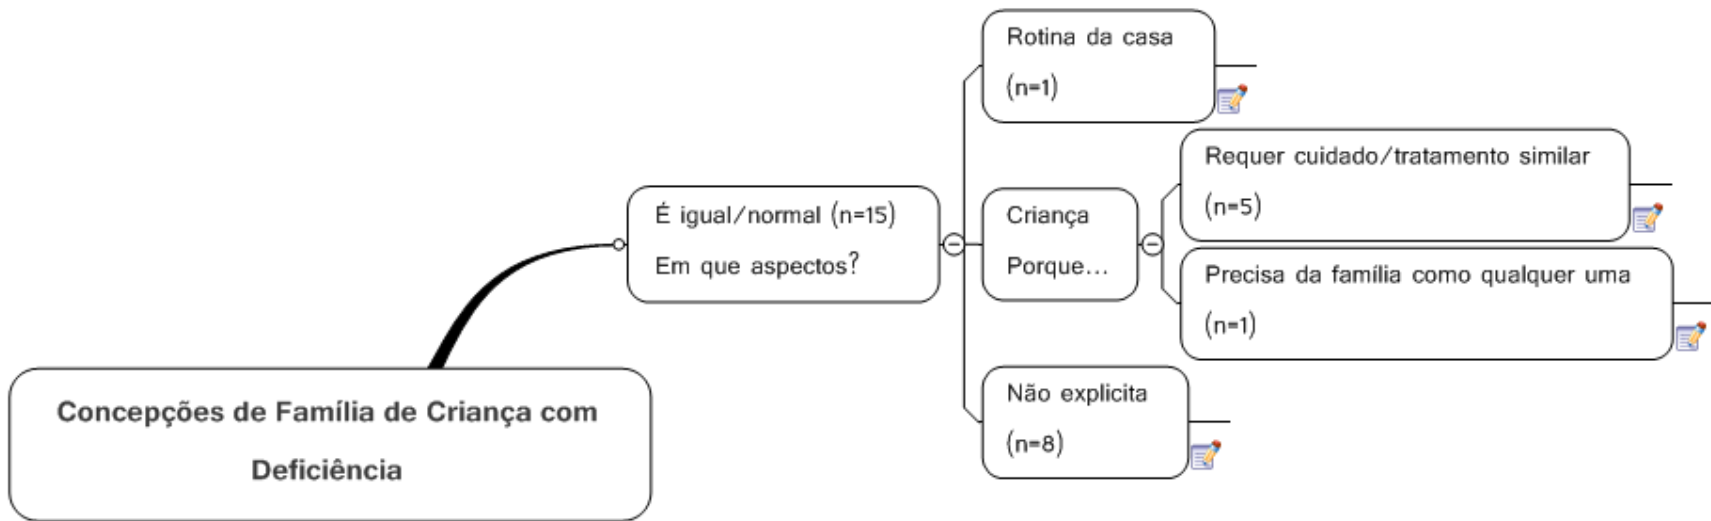 Rotina da casa
(n=1)
Requer cuidado/tratamento similar
(n=5)
É igual/normal (n=15)
Em que aspectos?
Criança
Porque...
Precisa da família como qualquer uma
(n=1)
Não explicita
(n=8)
Concepções de Família de Criança com
Deficiência